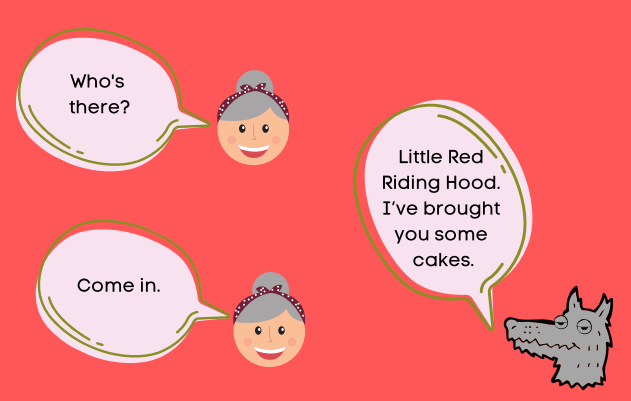 Who's
there?
Little Red
Riding Hood.
I've brought
you some
cakes.
Come in.